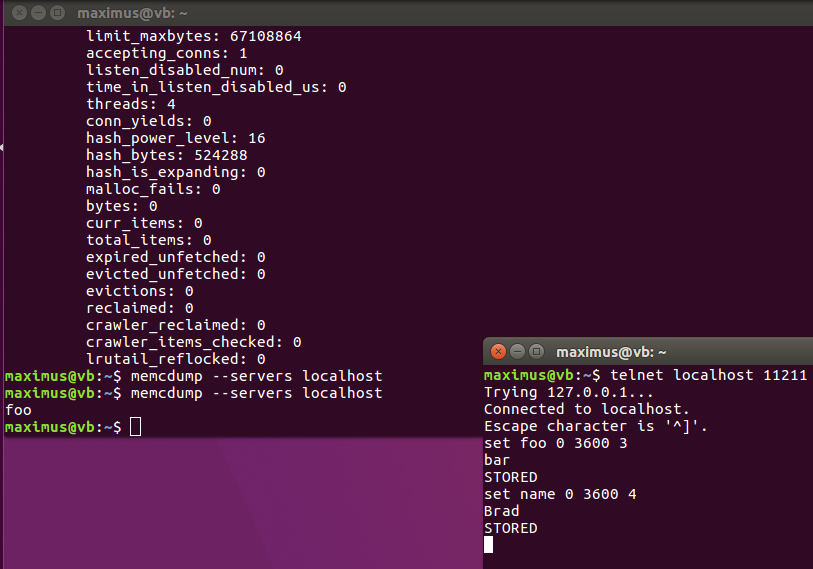 maximus@vb: ~
limit_maxbytes: 67108864
accepting_conns: 1
listen_disabled_num: 0
time_in_listen_disabled_us: 0
threads: 4
conn_yields: 0
hash_power_level: 16
hash_bytes: 524288
hash_is_expanding: 0
malloc_fails: 0
bytes: 0
curr_items: 0
total_items: 0
expired_unfetched: 0
evicted_unfetched: 0
evictions: 0
reclaimed: 0
crawler_reclaimed: 0
crawler_items_checked: 0
lrutail_reflocked: 0
maximus@vb:~$ memcdump --servers localhost
maximus@vb:~$ memcdump --servers localhost
foo
maximus@vb:~$
maximus@vb: ~
maximus@vb:~$ telnet localhost 11211
Trying 127.0.0.1...
Connected to localhost.
Escape character is '^]'.
set foo 0 3600 3
bar
STORED
set name 0 3600 4
Brad
STORED